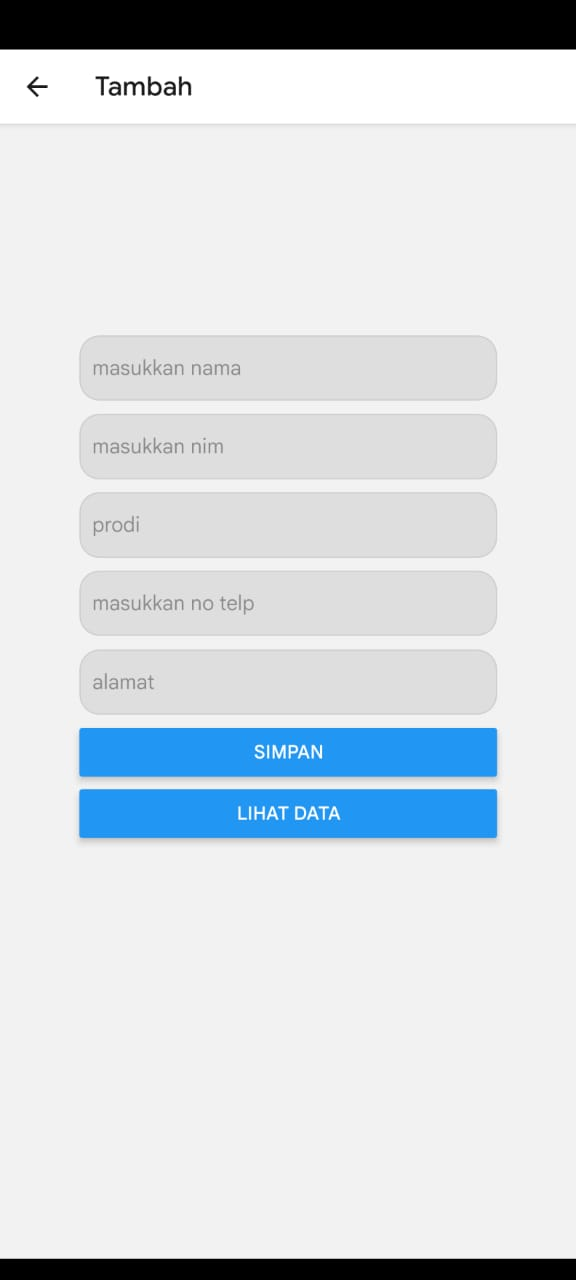 Tambah
masukkan nama
masukkan nim
prodi
masukkan no telp
alamat
SIMPAN
LIHAT DATA